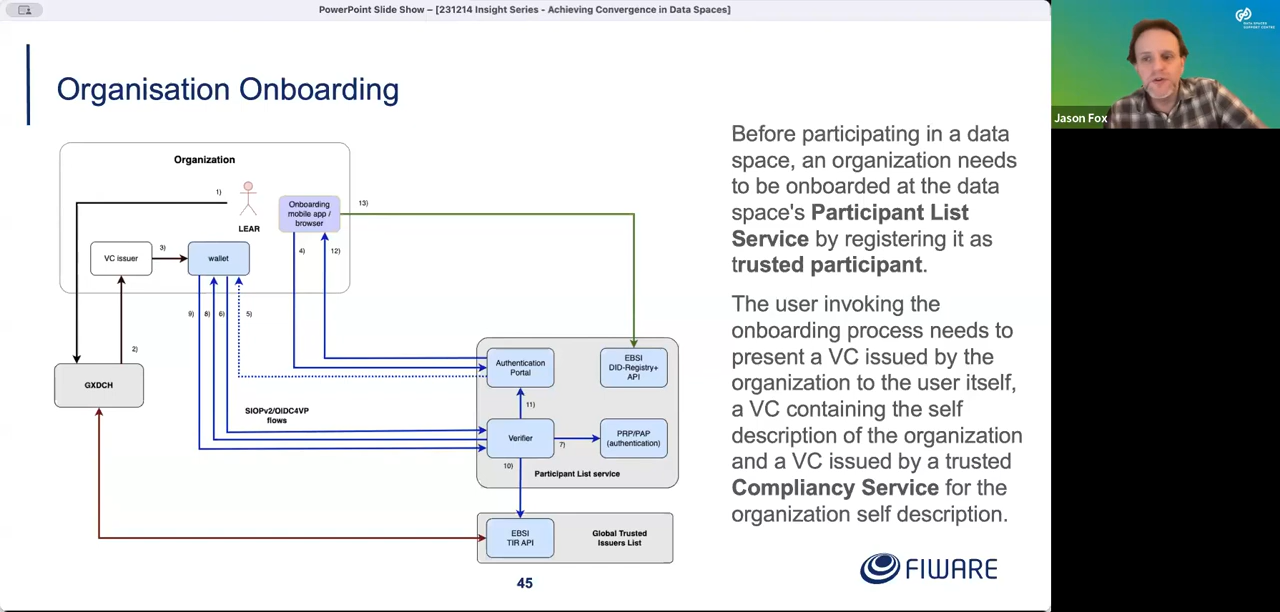 PowerPoint Slide Show – [231214 Insight Series - Achieving Convergence in Data Spaces]
DATA SPACES
SUPPORT CENTRE
Jason Fox
Organisation Onboarding
Organization
1)
LEAR
Onboarding
mobile app /
browser
13)
VC issuer
3)
wallet
4)
12)
9)
8)
6)
5)
2)
GXDCH
SIOPv2/OIDC4VP
flows
Authentication
Portal
EBSI
DID-Registry+
API
11)
Verifier
7)
PRP/PAP
(authentication)
10)
Participant List service
EBSI
TIR API
Global Trusted
Issuers List
Before participating in a data
space, an organization needs
to be onboarded at the data
space's Participant List
Service by registering it as
trusted participant.
The user invoking the
onboarding process needs to
present a VC issued by the
organization to the user itself,
a VC containing the self
description of the organization
and a VC issued by a trusted
Compliancy Service for the
organization self description.
45
FIWARE